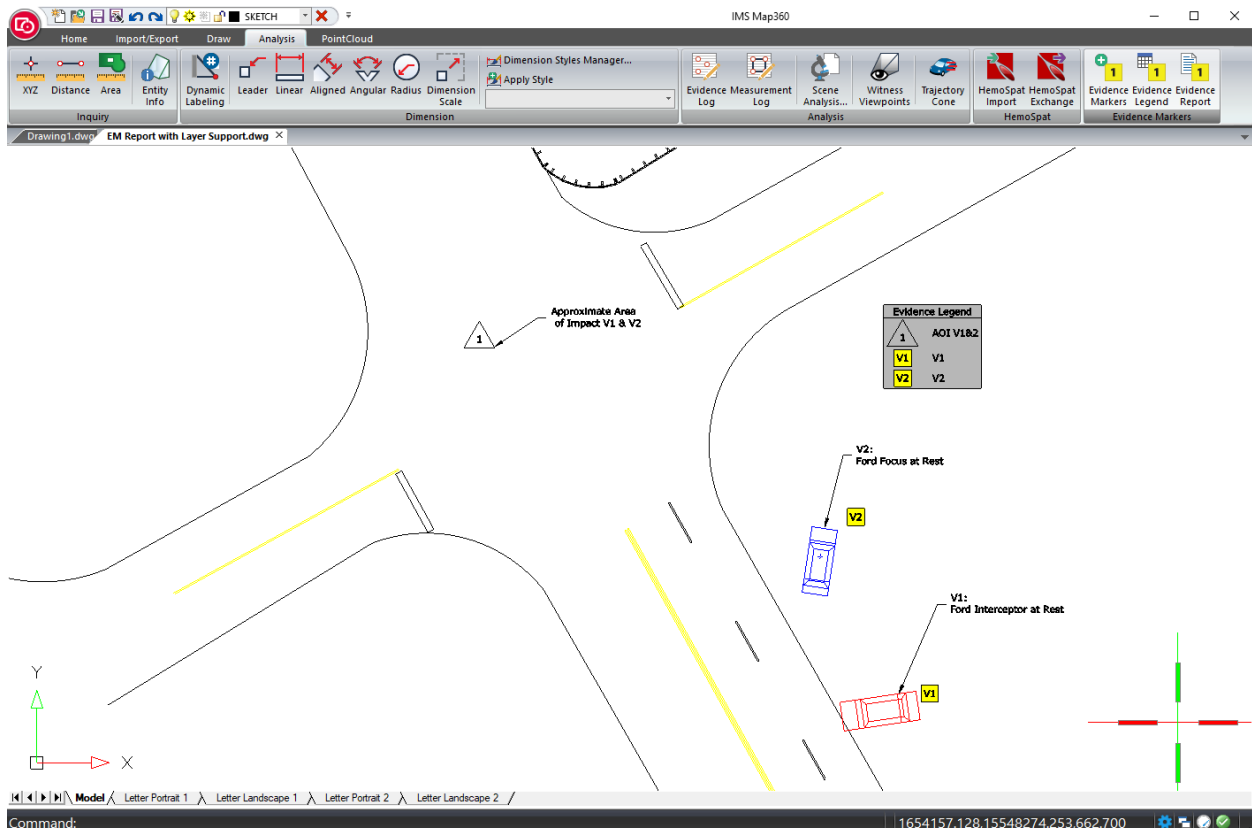 SKETCH
IMS Map360
Home Import/Export Draw Analysis PointCloud
XYZ Distance Area Entity Info
Inquiry
Dynamic Labeling Leader Linear Aligned Angular Radius Dimension Scale
Dimension Styles Manager...
Apply Style
Dimension
Evidence Log Measurement Log Scene Analysis... Witness Viewpoints Trajectory Cone
Analysis
HemoSpat Import HemoSpat Exchange
HemoSpat
1 1 1
Evidence Markers Evidence Legend Evidence Report
Evidence Markers
Drawing1.dwg EM Report with Layer Support.dwg
Approximate Area
of Impact V1 & V2
1
Evidence Legend
1 AOI V1&2
V1 V1
V2 V2
V2:
Ford Focus at Rest
V2
V1:
Ford Interceptor at Rest
V1
Y
X
Model Letter Portrait 1 Letter Landscape 1 Letter Portrait 2 Letter Landscape 2
Command:
1654157.128,15548274.253,662.700